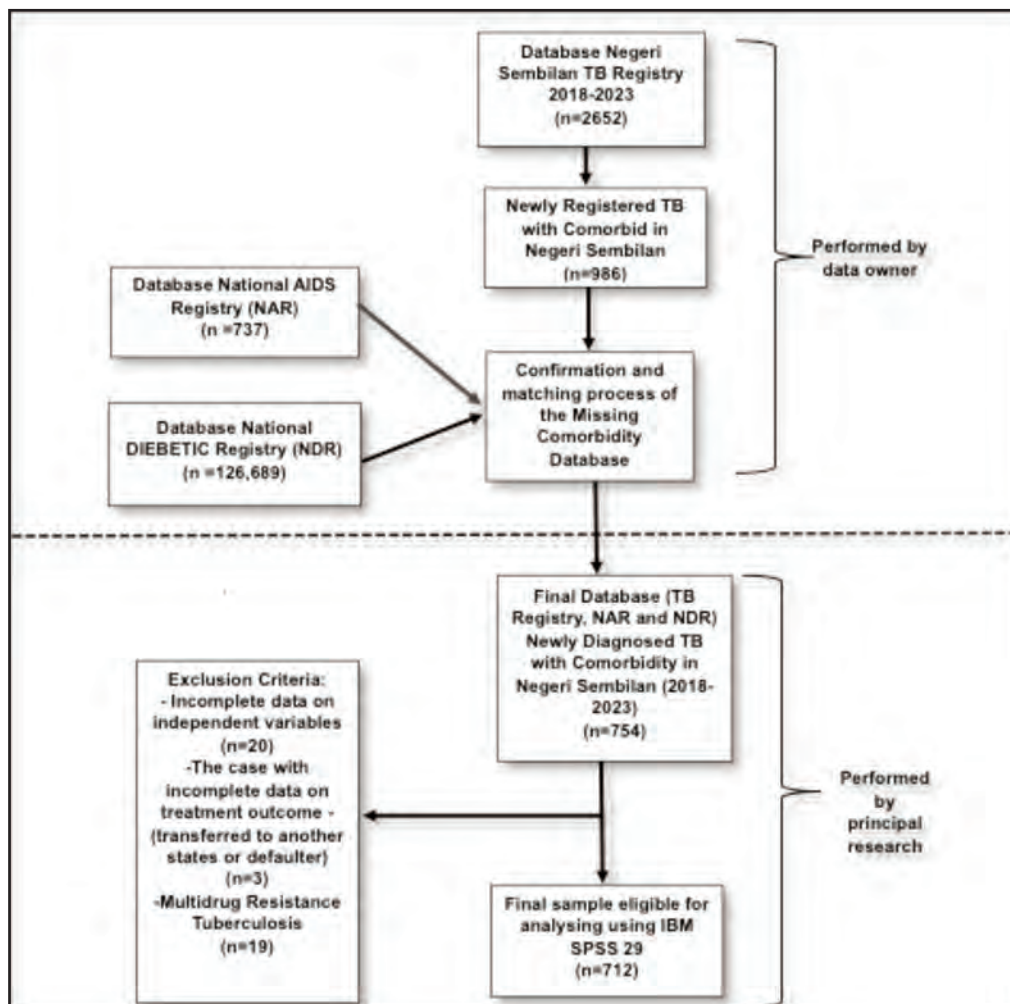 Database Negeri
Sembilan TB Registry
2018-2023
(n=2652)
Newly Registered TB
with Comorbid in
Negeri Sembilan
(n=986)
Performed by
data owner
Database National AIDS
Registry (NAR)
(n =737)
Confirmation and
matching process of
the Missing
Comorbidity
Database
Database National
DIEBETIC Registry (NDR)
(n =126,689)
Final Database (TB
Registry, NAR and NDR)
Newly Diagnosed TB
with Comorbidity in
Negeri Sembilan (2018-
2023)
(n=754)
Exclusion Criteria:
- Incomplete data on
independent variables
(n=20)
-The case with
incomplete data on
treatment outcome -
(transferred to another
states or defaulter)
(n=3)
-Multidrug Resistance
Tuberculosis
(n=19)
Performed
by
principal
research
Final sample eligible for
analysing using IBM
SPSS 29
(n=712)